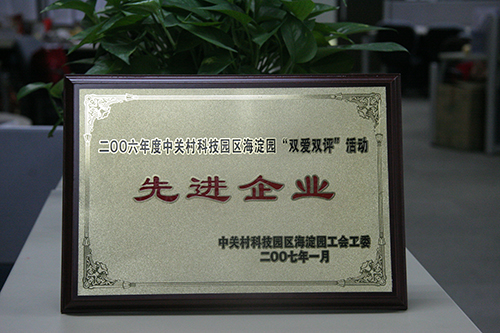 二〇〇六年度中关村科技园区海淀园“双爱双评”活动
先进企业
中关村科技园区海淀园工会工委
二〇〇七年一月